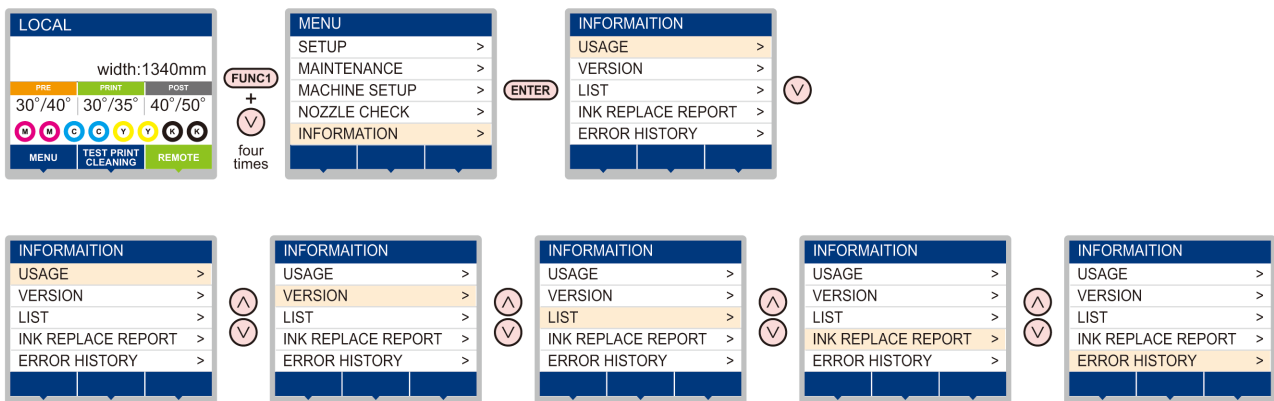 LOCAL
width:1340mm
PRE PRINT POST
30°/40° 30°/35° 40°/50°
M M C C Y Y K K
MENU TEST PRINT CLEANING REMOTE
FUNC1
+
four
times
MENU
SETUP >
MAINTENANCE >
MACHINE SETUP >
NOZZLE CHECK >
INFORMATION >
ENTER
INFORMAITION
USAGE >
VERSION >
LIST >
INK REPLACE REPORT >
ERROR HISTORY >
INFORMAITION
USAGE >
VERSION >
LIST >
INK REPLACE REPORT >
ERROR HISTORY >
INFORMAITION
USAGE >
VERSION >
LIST >
INK REPLACE REPORT >
ERROR HISTORY >
INFORMAITION
USAGE >
VERSION >
LIST >
INK REPLACE REPORT >
ERROR HISTORY >
INFORMAITION
USAGE >
VERSION >
LIST >
INK REPLACE REPORT >
ERROR HISTORY >
INFORMAITION
USAGE >
VERSION >
LIST >
INK REPLACE REPORT >
ERROR HISTORY >